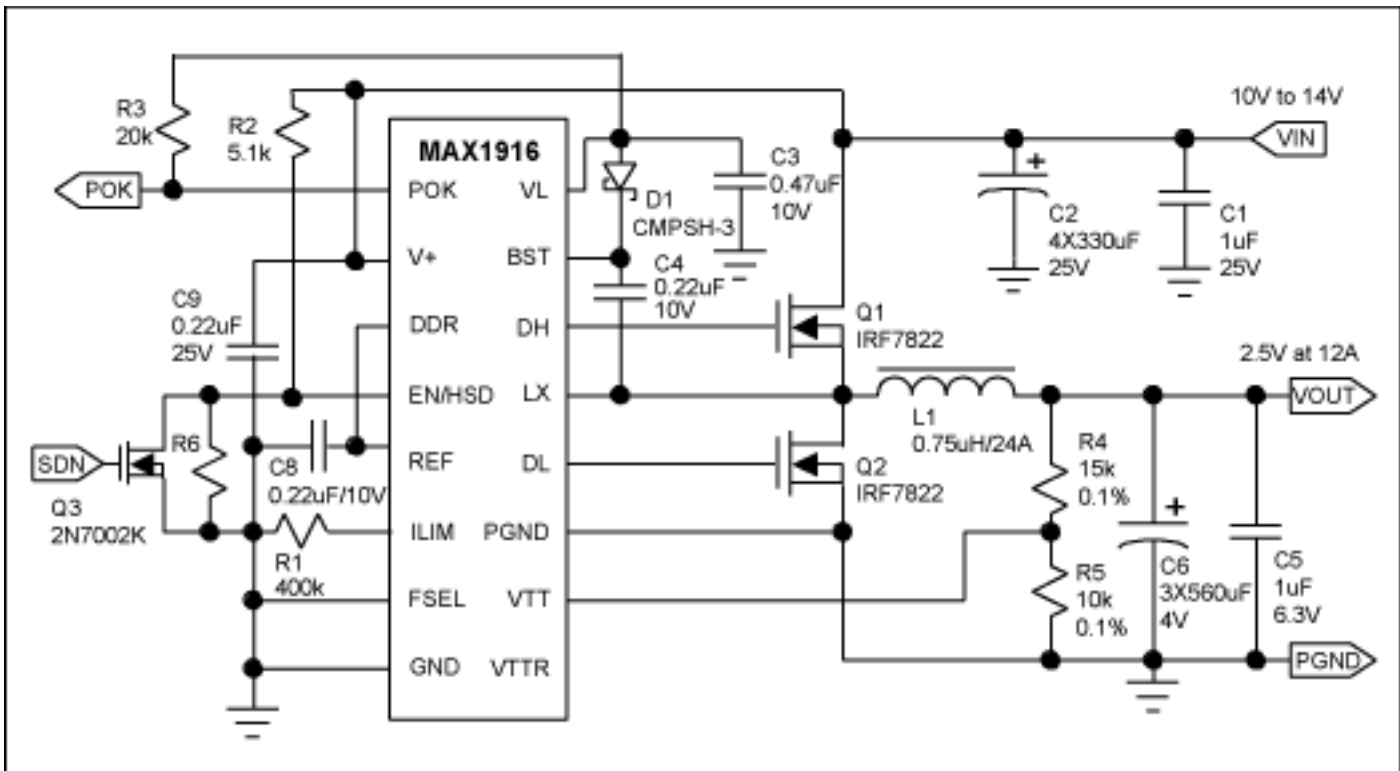 10V to 14V
VIN
R3
20k
R2
5.1k
MAX1916
C3
0.47uF
10V
D1
CMPSH-3
C2
4X330uF
25V
C1
1uF
25V
POK
POK
VL
V+
BST
C4
0.22uF
10V
C9
0.22uF
25V
DDR
DH
Q1
IRF7822
2.5V at 12A
VOUT
EN/HSD
LX
L1
0.75uH/24A
SDN
R6
C8
0.22uF/10V
REF
DL
Q2
IRF7822
R4
15k
0.1%
Q3
2N7002K
R1
400k
ILIM
PGND
FSEL
VTT
R5
10k
0.1%
C6
3X560uF
4V
C5
1uF
6.3V
GND
VTTR
PGND
+
+